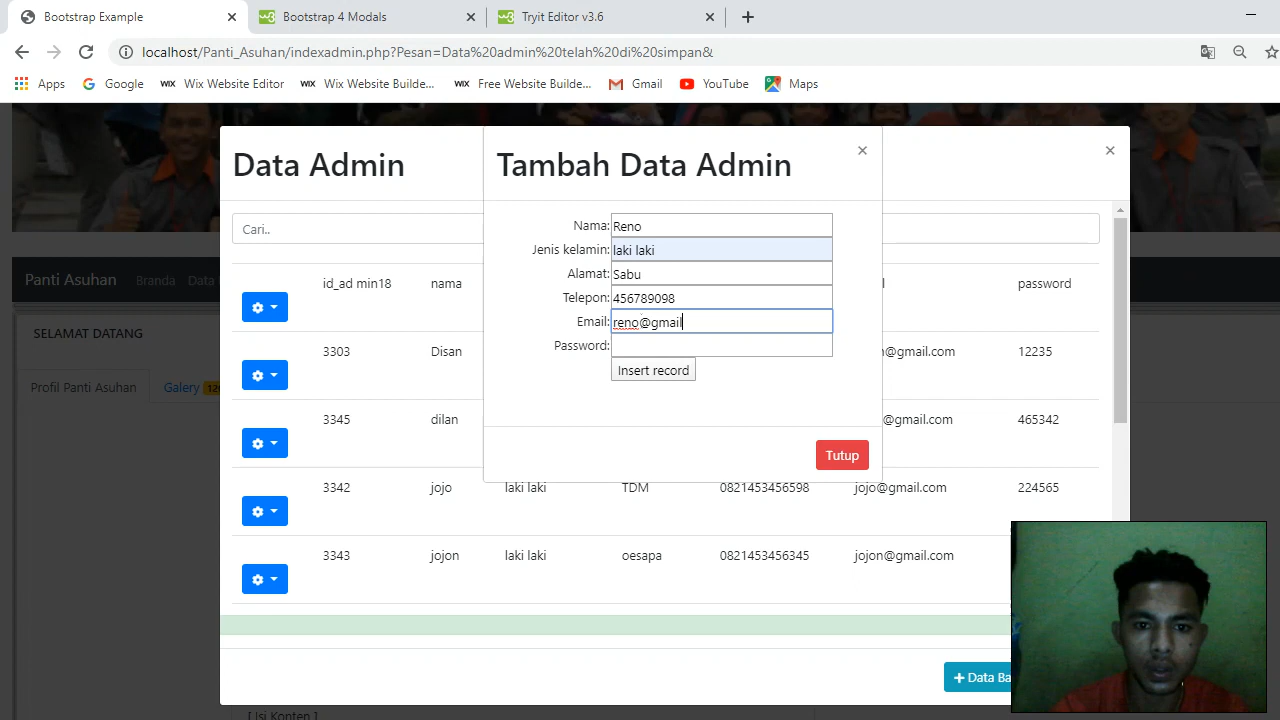 Bootstrap Example
Bootstrap 4 Modals
Tryit Editor v3.6
localhost/Panti_Asuhan/indexadmin.php?Pesan=Data%20admin%20telah%20di%20simpan&
Apps
Google
Wix Website Editor
Wix Website Builde...
Free Website Builde...
Gmail
YouTube
Maps
Data Admin
Tambah Data Admin
Cari..
Nama: Reno
Jenis kelamin: laki laki
Alamat: Sabu
Telepon: 456789098
Email: reno@gmail
Password:
Insert record
Tutup
Panti Asuhan
Branda
Data
SELAMAT DATANG
Profil Panti Asuhan
Galery
id_ad min18 nama password
3303 Disan @gmail.com 12235
3345 dilan @gmail.com 465342
3342 jojo laki laki TDM 0821453456598 jojo@gmail.com 224565
3343 jojon laki laki oesapa 0821453456345 jojon@gmail.com
+ Data Ba
[ Isi Konten ]